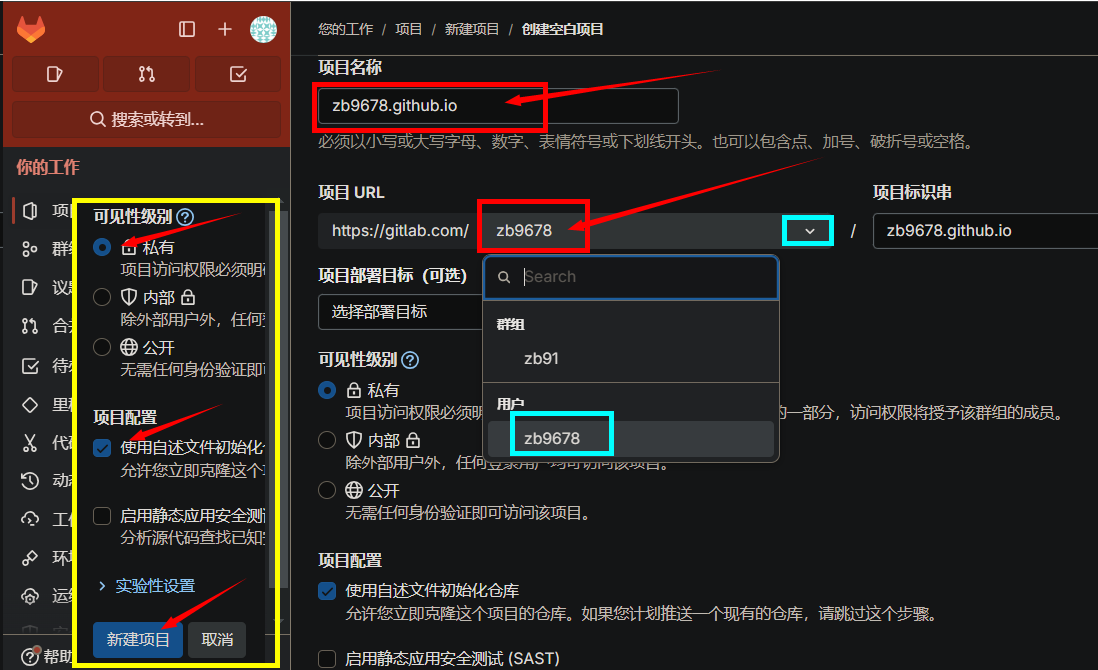 您的工作 / 项目 / 新建项目 / 创建空白项目
搜索或转到...
你的工作
项
群
议
合
待
里
代
动
工
环
运
帮助
可见性级别
私有
项目访问权限必须明
内部
除外部用户外，任何
公开
无需任何身份验证即
项目配置
使用自述文件初始化
允许您立即克隆这个
启用静态应用安全测
分析源代码查找已知
实验性设置
新建项目 取消
项目名称
zb9678.github.io
必须以小写或大写字母、数字、表情符号或下划线开头。也可以包含点、加号、破折号或空格。
项目 URL
https://gitlab.com/ zb9678 /
项目标识串
zb9678.github.io
项目部署目标（可选）
选择部署目标
Search
群组
zb91
用户
zb9678
可见性级别
私有
项目访问权限必须明 的一部分，访问权限将授予该群组的成员。
内部
除外部用户外，任何登录用户均可访问该项目。
公开
无需任何身份验证即可访问该项目。
项目配置
使用自述文件初始化仓库
允许您立即克隆这个项目的仓库。如果您计划推送一个现有的仓库，请跳过这个步骤。
启用静态应用安全测试 (SAST)